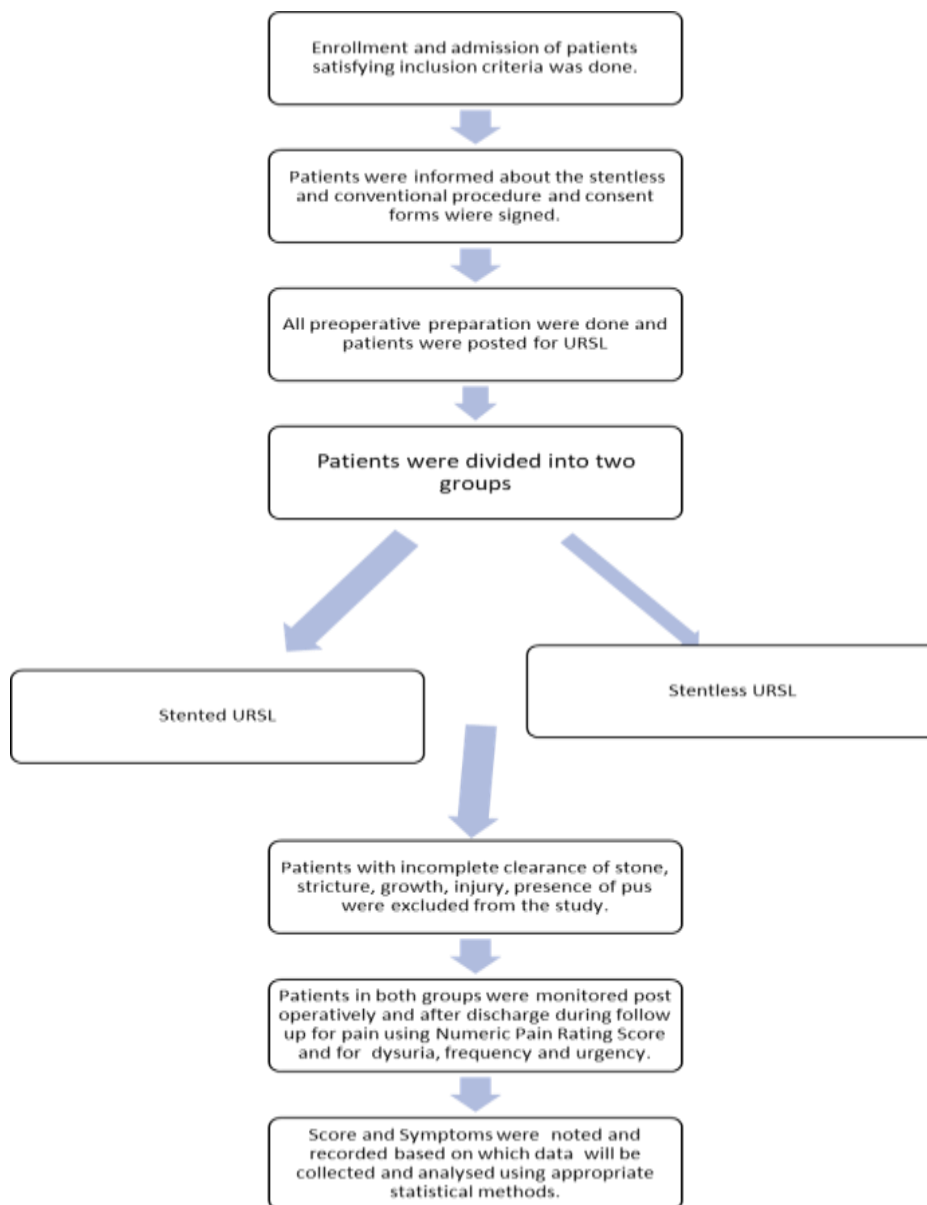 Enrollment and admission of patients
satisfying inclusion criteria was done.
Patients were informed about the stentless
and conventional procedure and consent
forms wiere signed.
All preoperative preparation were done and
patients were posted for URSL
Patients were divided into two
groups
Stented URSL
Stentless URSL
Patients with incomplete clearance of stone,
stricture, growth, injury, presence of pus
were excluded from the study.
Patients in both groups were monitored post
operatively and after discharge during follow
up for pain using Numeric Pain Rating Score
and for dysuria, frequency and urgency.
Score and Symptoms were noted and
recorded based on which data will be
collected and analysed using appropriate
statistical methods.